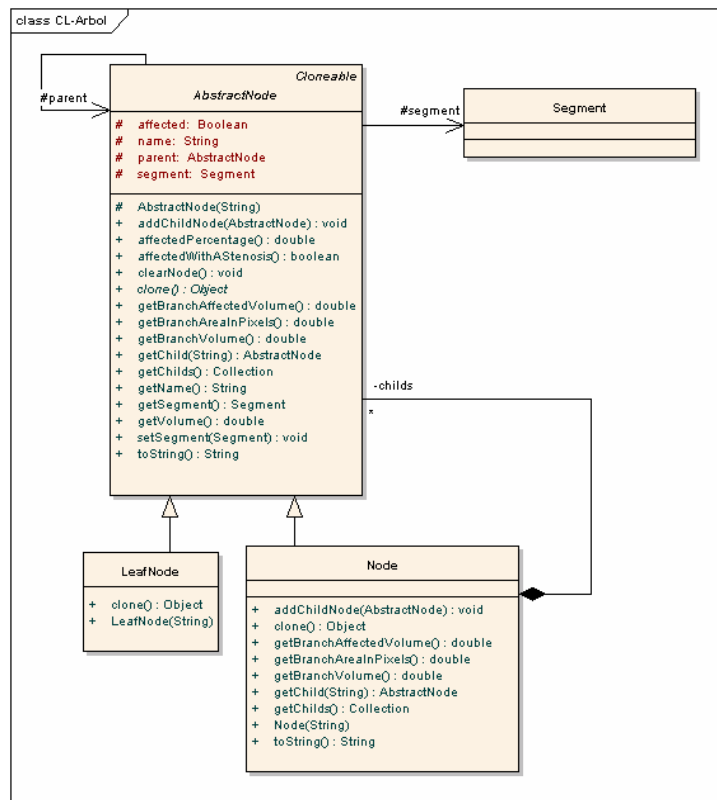 class CL-Arbol
Cloneable
AbstractNode
# affected: Boolean
# name: String
# parent: AbstractNode
# segment: Segment
# AbstractNode(String)
+ addChildNode(AbstractNode) : void
+ affectedPercentage() : double
+ affectedWithAStenosis() : boolean
+ clearNode() : void
+ clone() : Object
+ getBranchAffectedVolume() : double
+ getBranchAreaInPixels() : double
+ getBranchVolume() : double
+ getChild(String) : AbstractNode
+ getChilds() : Collection
+ getName() : String
+ getSegment() : Segment
+ getVolume() : double
+ setSegment(Segment) : void
+ toString() : String
#parent
#segment
Segment
-childs
*
LeafNode
+ clone() : Object
+ LeafNode(String)
Node
+ addChildNode(AbstractNode) : void
+ clone() : Object
+ getBranchAffectedVolume() : double
+ getBranchAreaInPixels() : double
+ getBranchVolume() : double
+ getChild(String) : AbstractNode
+ getChilds() : Collection
+ Node(String)
+ toString() : String